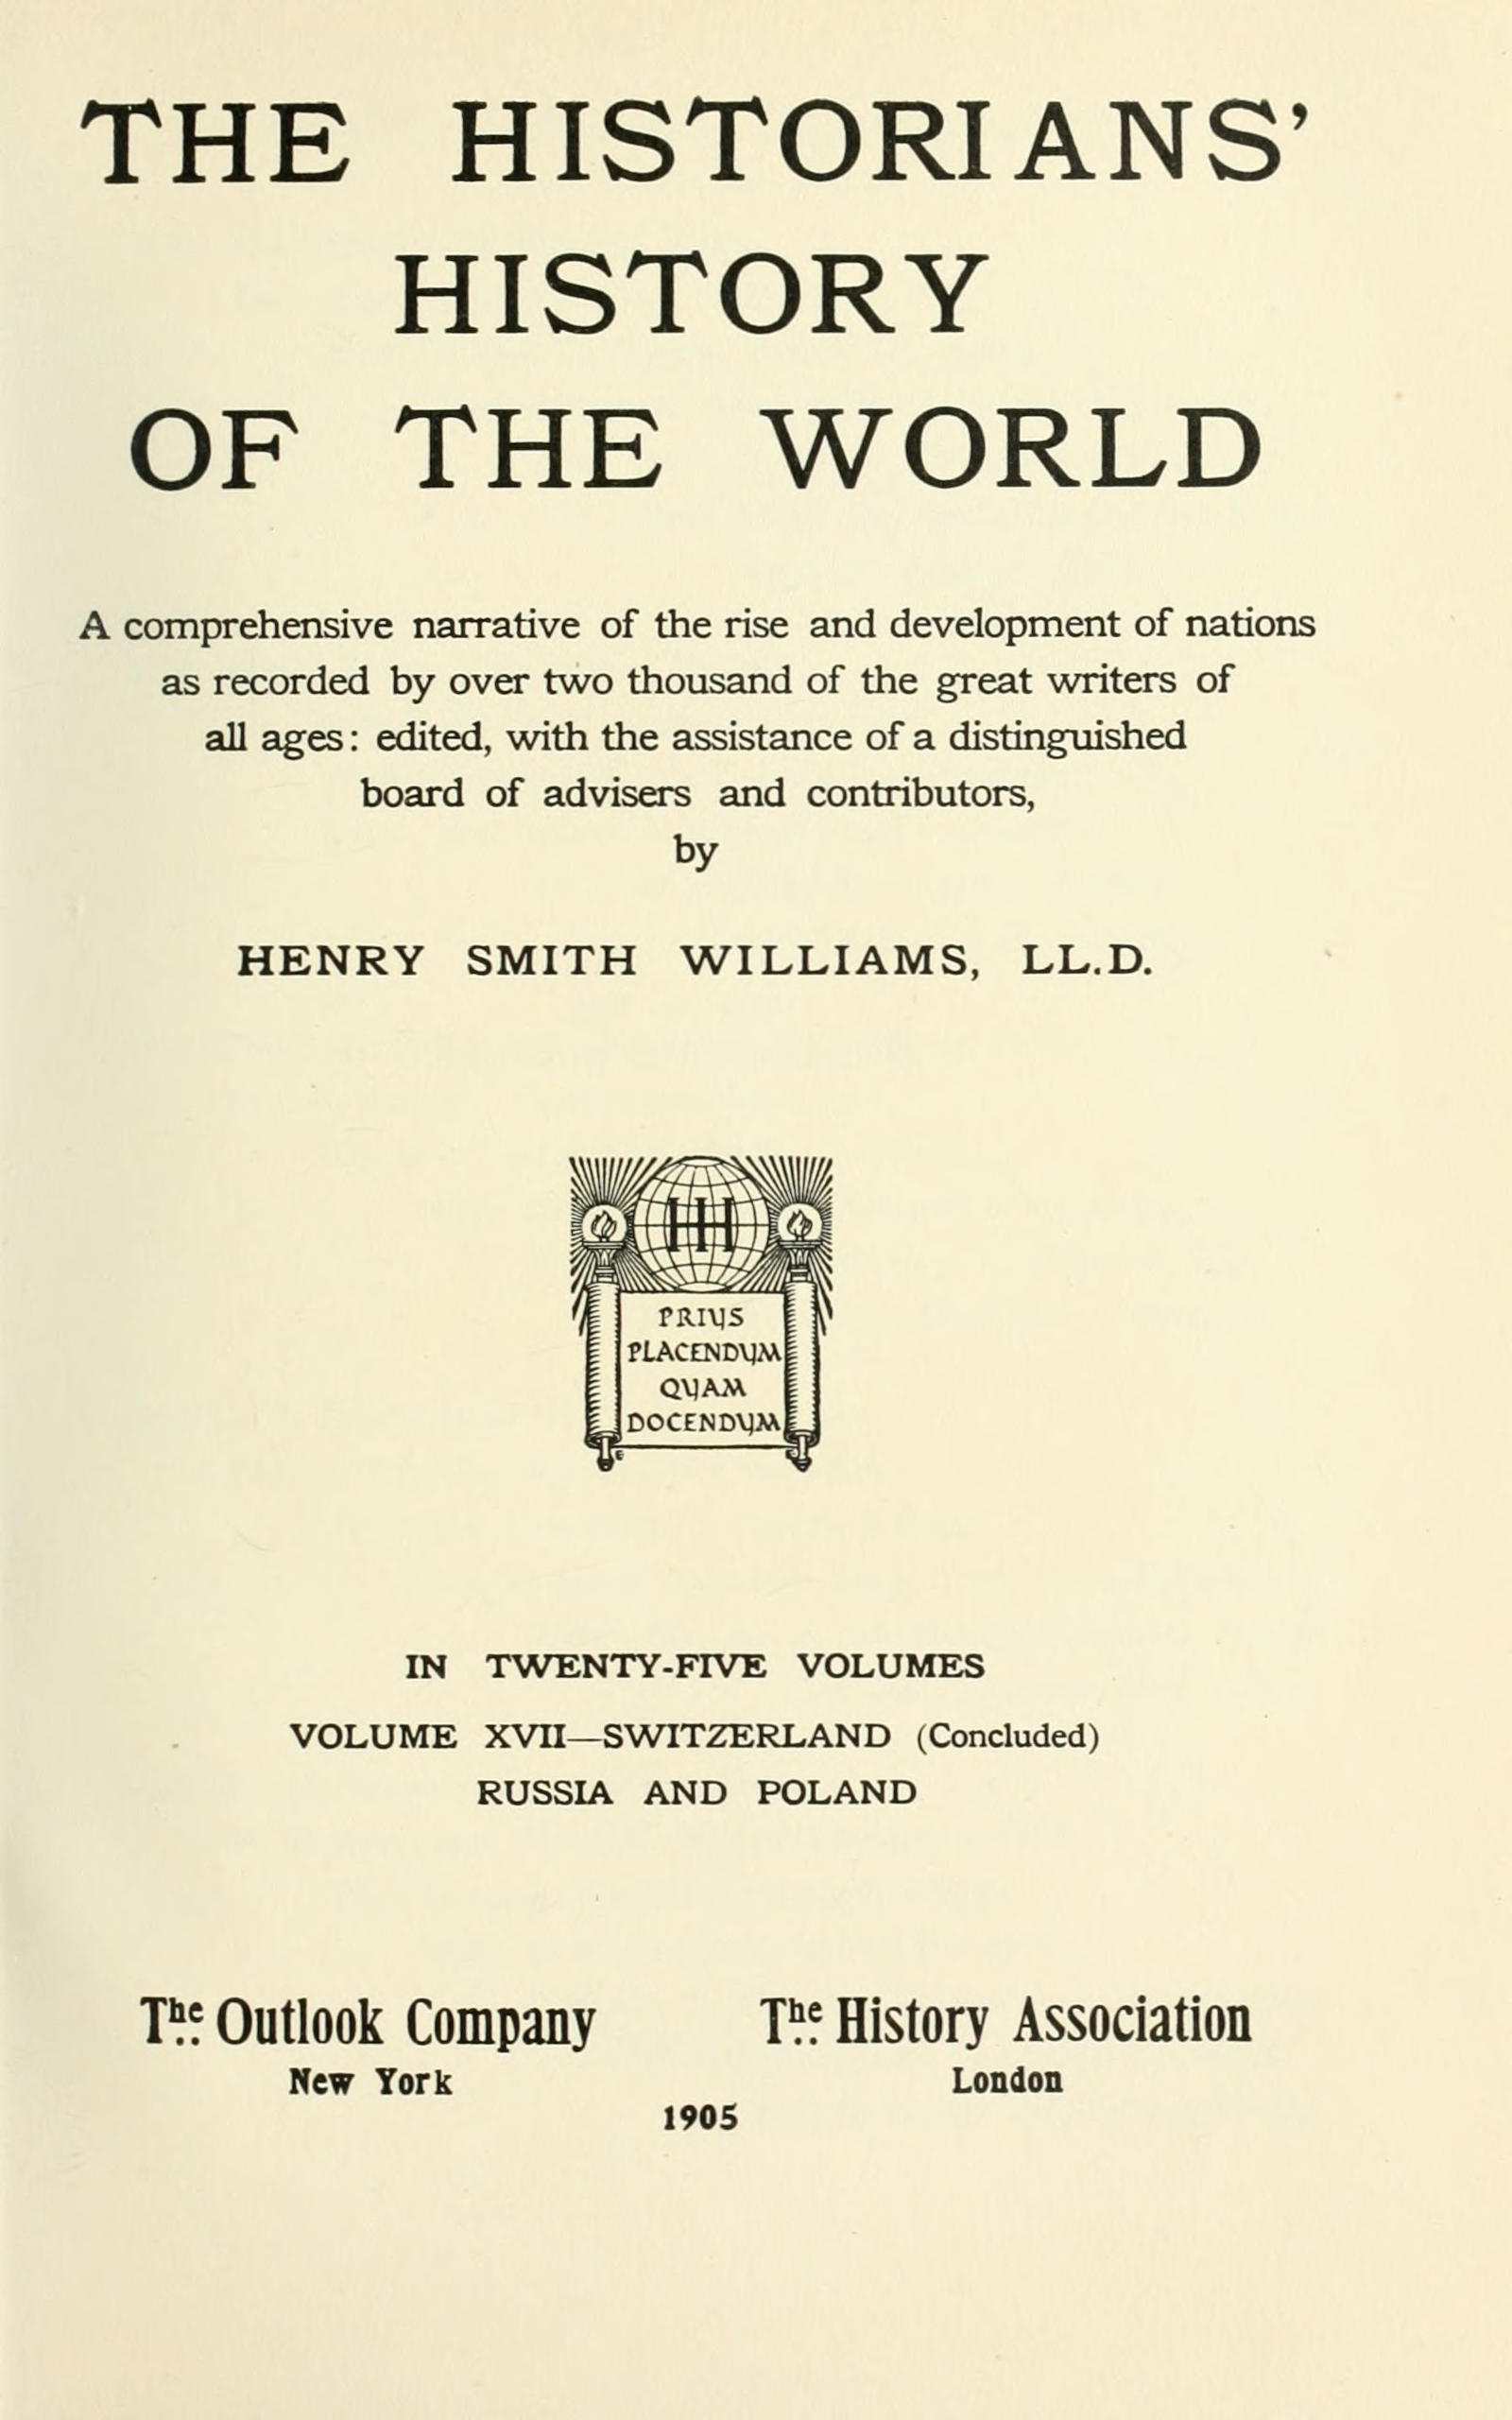 THE HISTORIANS'
HISTORY
OF THE WORLD
A comprehensive narrative of the rise and development of nations
as recorded by over two thousand of the great writers of
all ages: edited, with the assistance of a distinguished
board of advisers and contributors,
by
HENRY SMITH WILLIAMS, LL.D.
HH
PRIUS
PLACENDUM
QUAM
DOCENDUM
IN TWENTY-FIVE VOLUMES
VOLUME XVII—SWITZERLAND (Concluded)
RUSSIA AND POLAND
The Outlook Company
New York
The History Association
London
1905